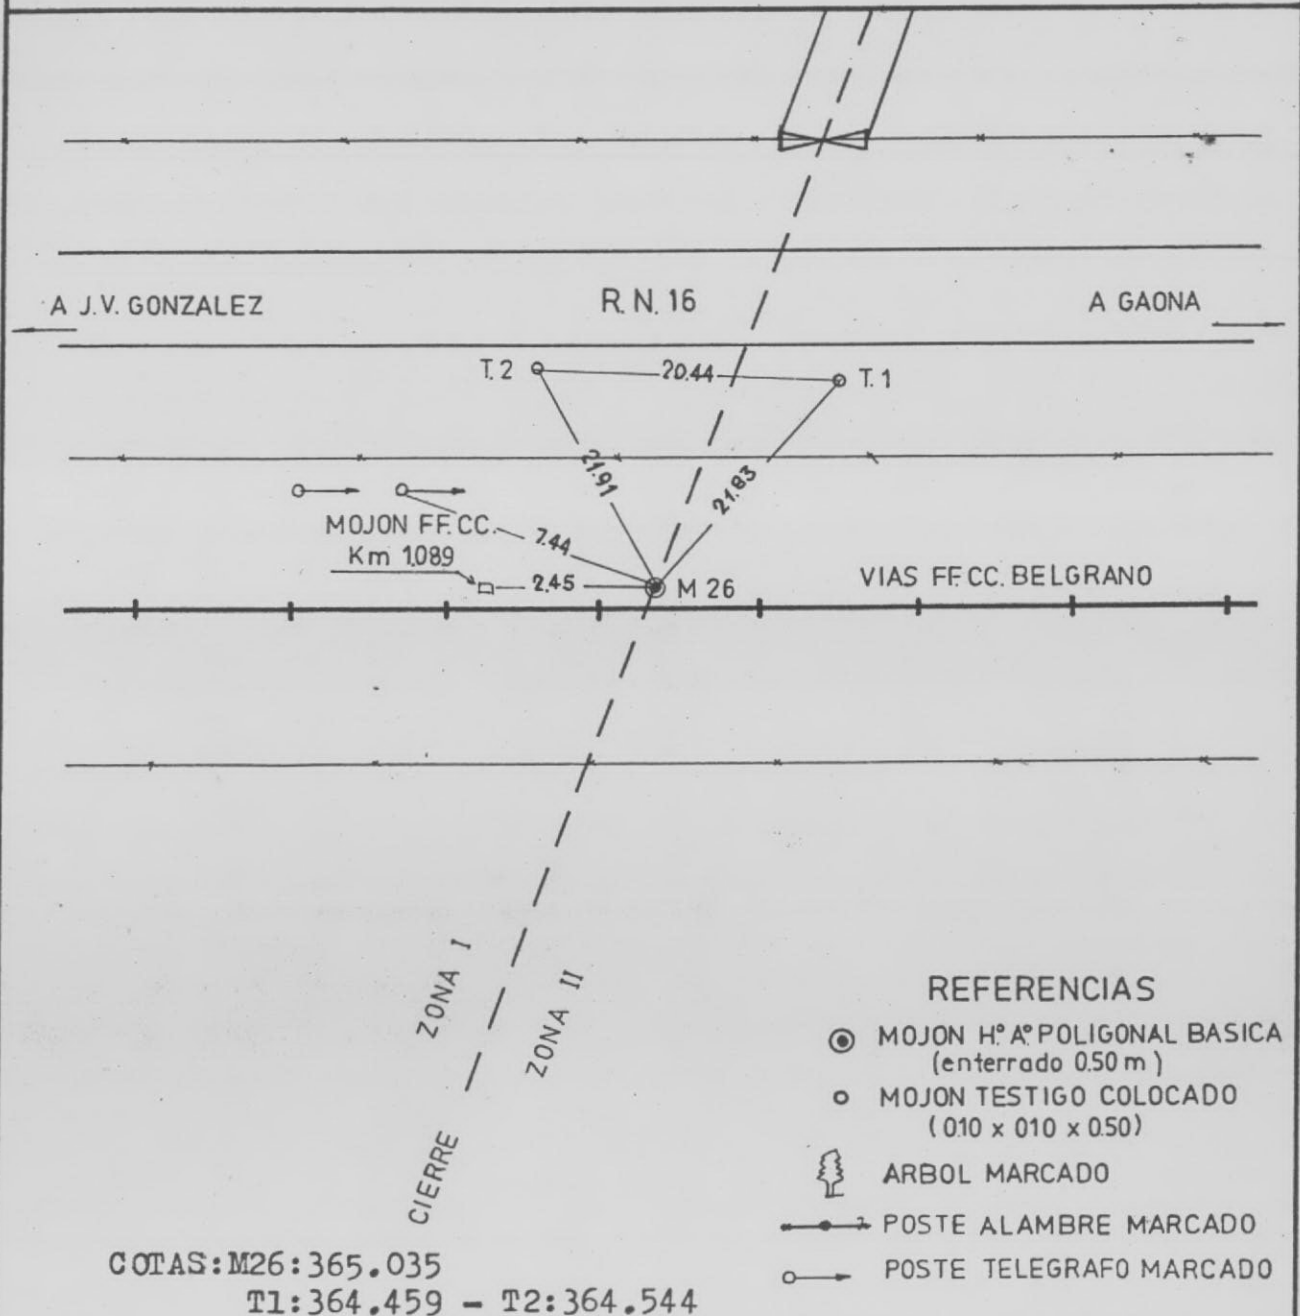 A J.V. GONZALEZ
R.N.16
A GAONA
T.2
20.44
T.1
21.91
21.83
MOJON FF.CC.
Km 1.089
7.44
2.45
M 26
VIAS FF.CC. BELGRANO
ZONA I
ZONA II
CIERRE
REFERENCIAS
MOJON Hº Aº POLIGONAL BASICA
(enterrado 0.50 m)
MOJON TESTIGO COLOCADO
(0.10 x 0.10 x 0.50)
ARBOL MARCADO
POSTE ALAMBRE MARCADO
POSTE TELEGRAFO MARCADO
COTAS:M26:365.035
T1:364.459 - T2:364.544